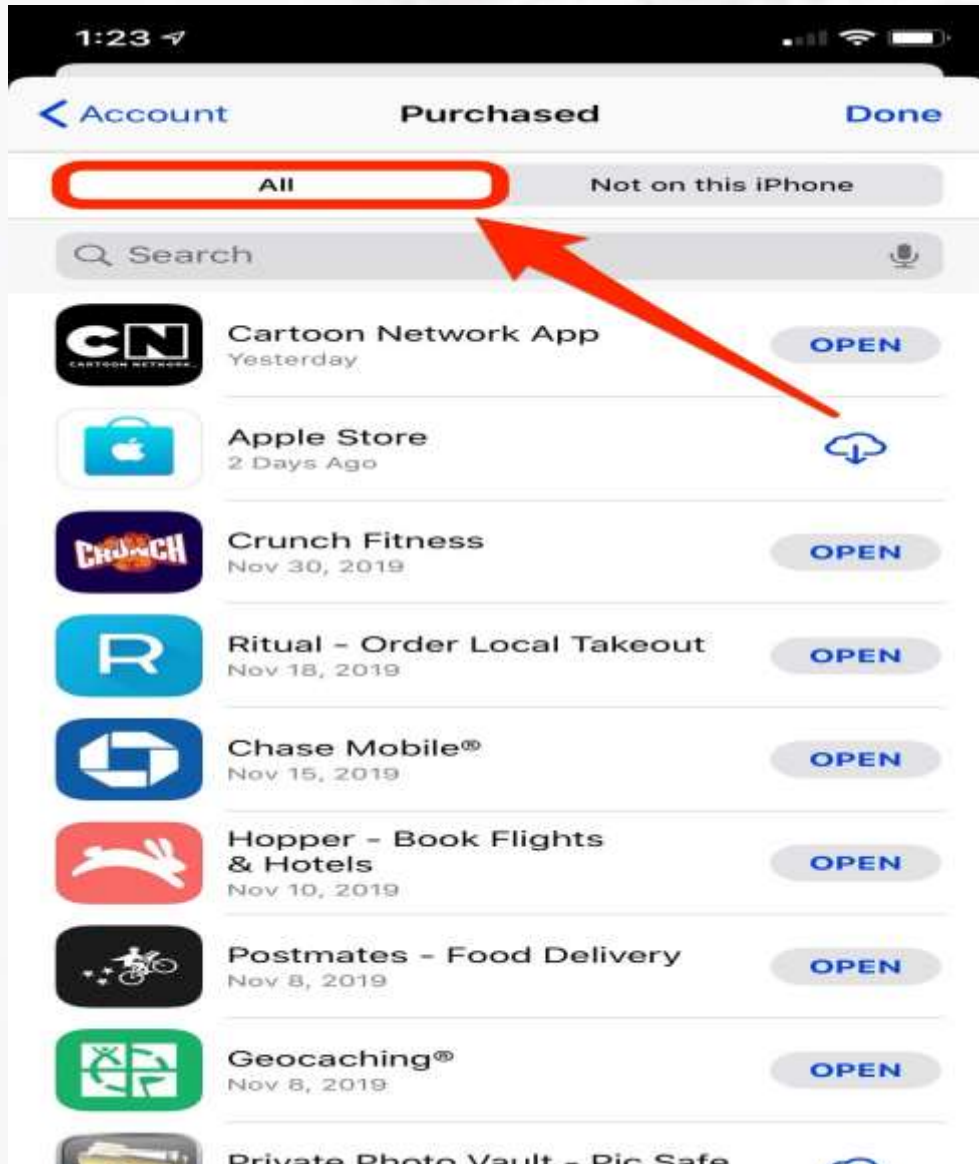 1:23
Account
Purchased
Done
All
Not on this iPhone
Search
CN
CARTOON NETWORK
Cartoon Network App
Yesterday
OPEN
Apple Store
2 Days Ago
CRUNCH
Crunch Fitness
Nov 30, 2019
OPEN
R
Ritual – Order Local Takeout
Nov 18, 2019
OPEN
Chase Mobile®
Nov 15, 2019
OPEN
Hopper – Book Flights
& Hotels
Nov 10, 2019
OPEN
Postmates – Food Delivery
Nov 8, 2019
OPEN
Geocaching®
Nov 8, 2019
OPEN
Private Photo Vault – Pic Safe